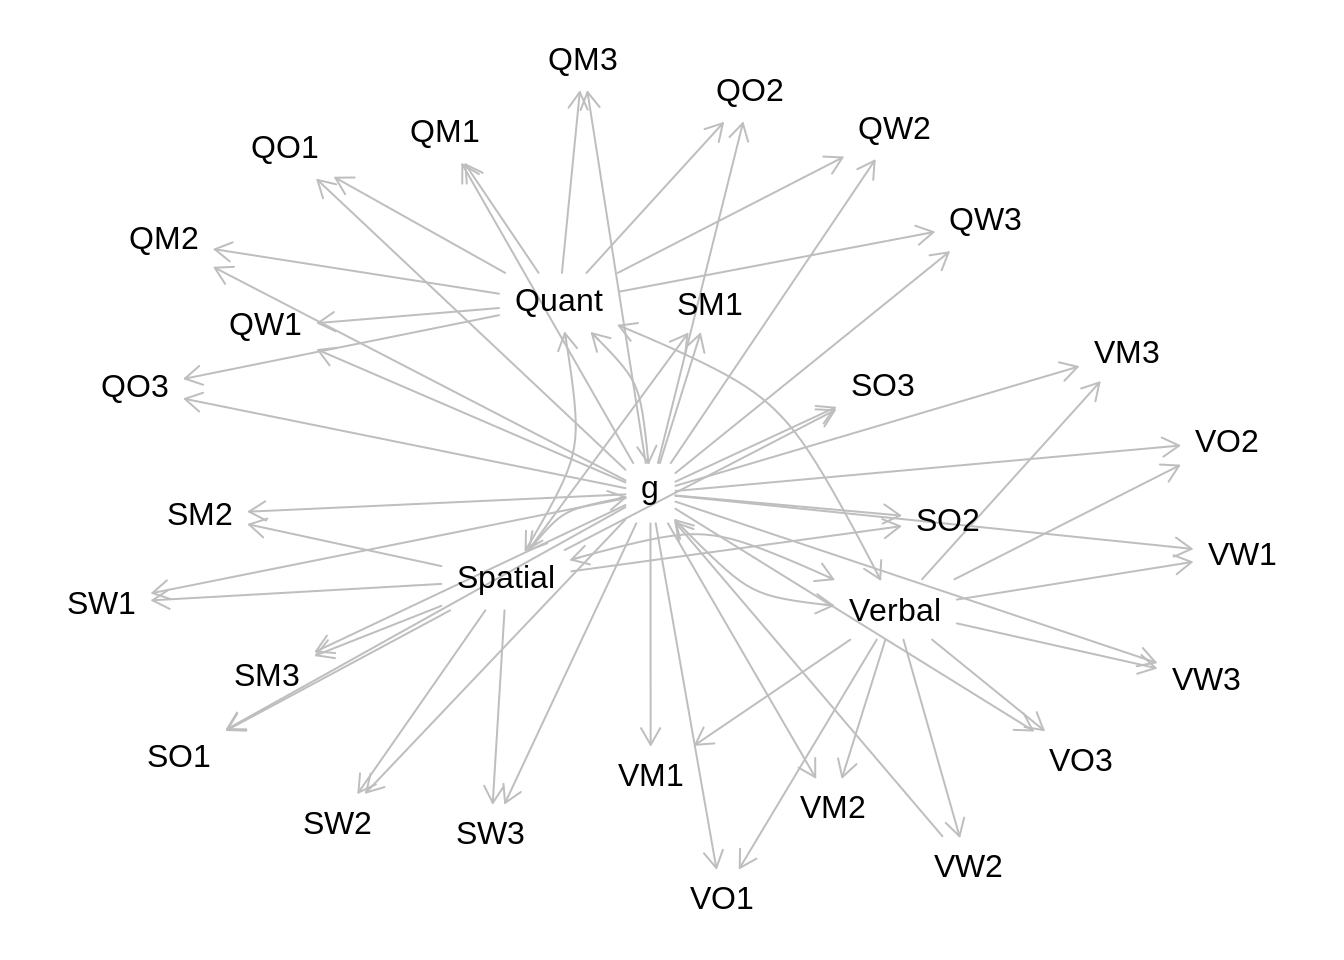 QM3
QO2
QW2
QM1
QO1
QW3
QM2
Quant
SM1
QW1
VM3
SO3
QO3
VO2
g
SM2
SO2
VW1
Spatial
SW1
Verbal
SM3
VW3
SO1
VO3
VM1
VM2
SW2
SW3
VW2
VO1